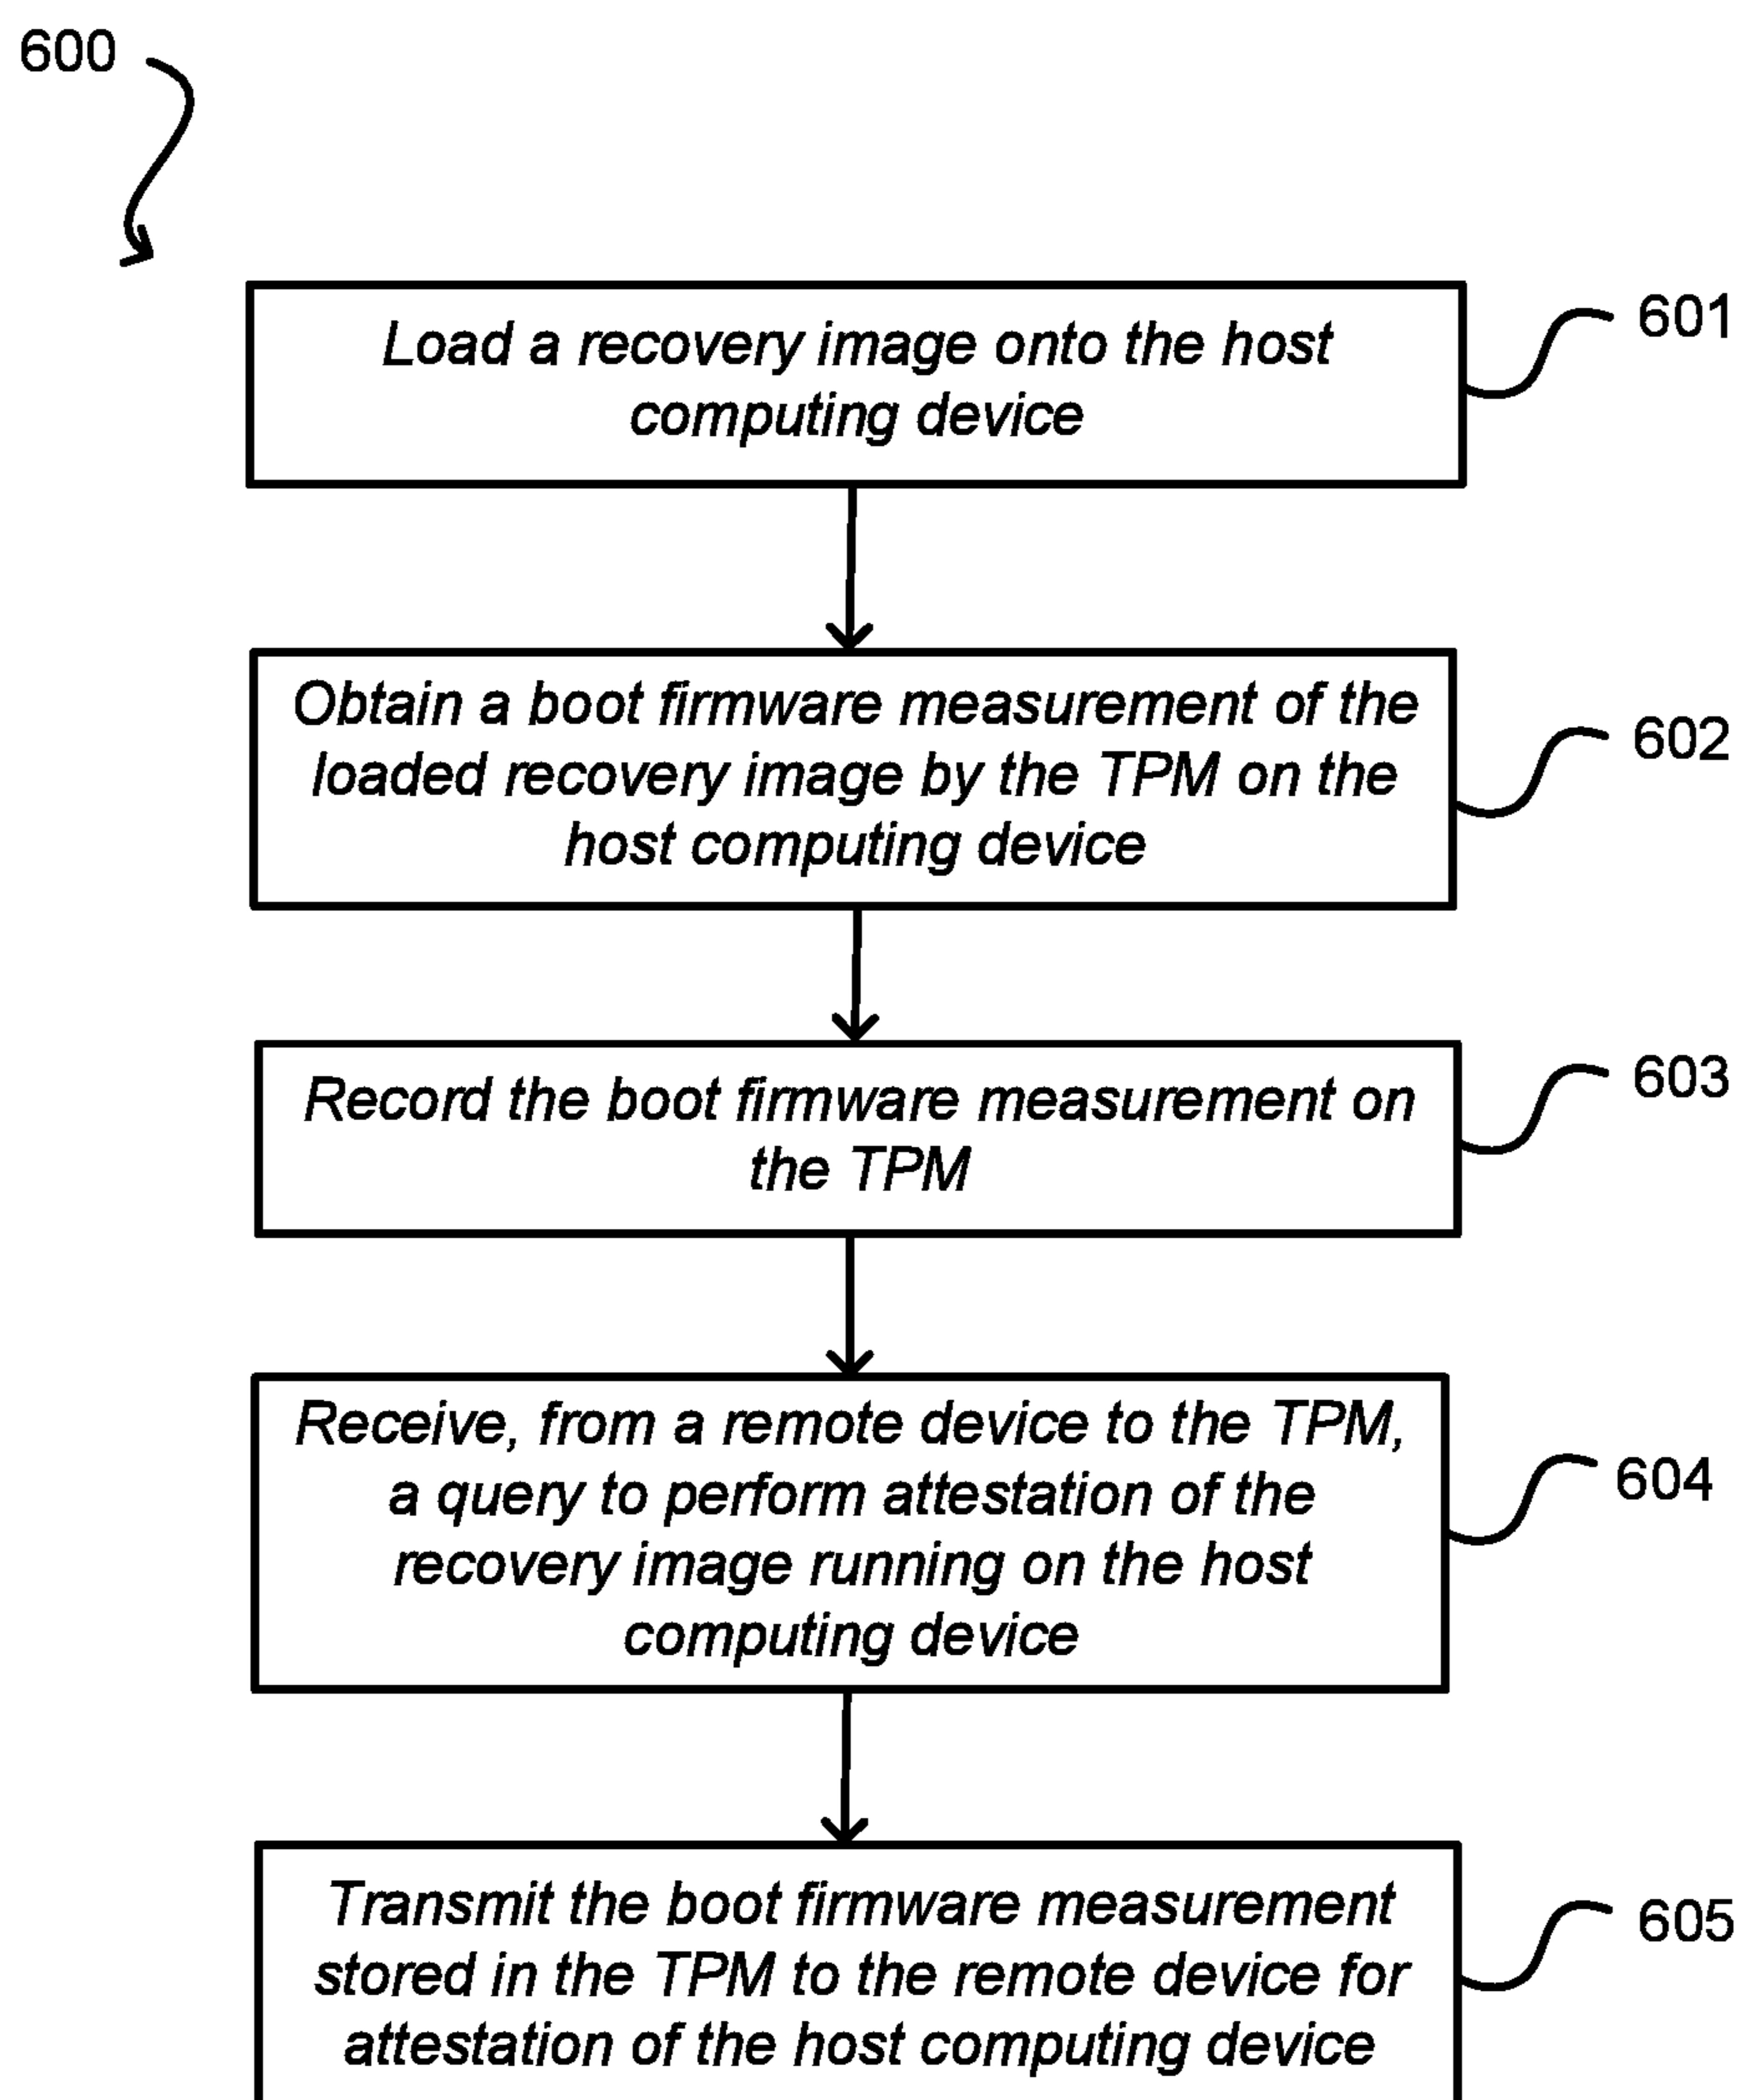 600
Load a recovery image onto the host
computing device
601
Obtain a boot firmware measurement of the
loaded recovery image by the TPM on the
host computing device
602
Record the boot firmware measurement on
the TPM
603
Receive, from a remote device to the TPM,
a query to perform attestation of the
recovery image running on the host
computing device
604
Transmit the boot firmware measurement
stored in the TPM to the remote device for
attestation of the host computing device
605